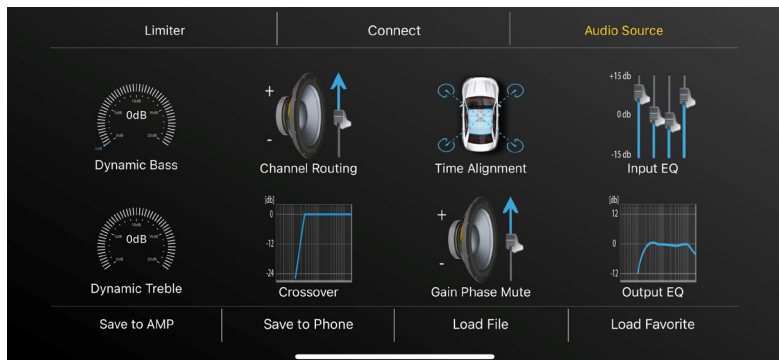 Limiter
Connect
Audio Source
0dB
Dynamic Bass
+
-
Channel Routing
Time Alignment
+15 db
0 db
-15 db
Input EQ
0dB
Dynamic Treble
[db]
0
-12
-24
Crossover
+
-
Gain Phase Mute
[db]
12
0
-12
Output EQ
Save to AMP
Save to Phone
Load File
Load Favorite